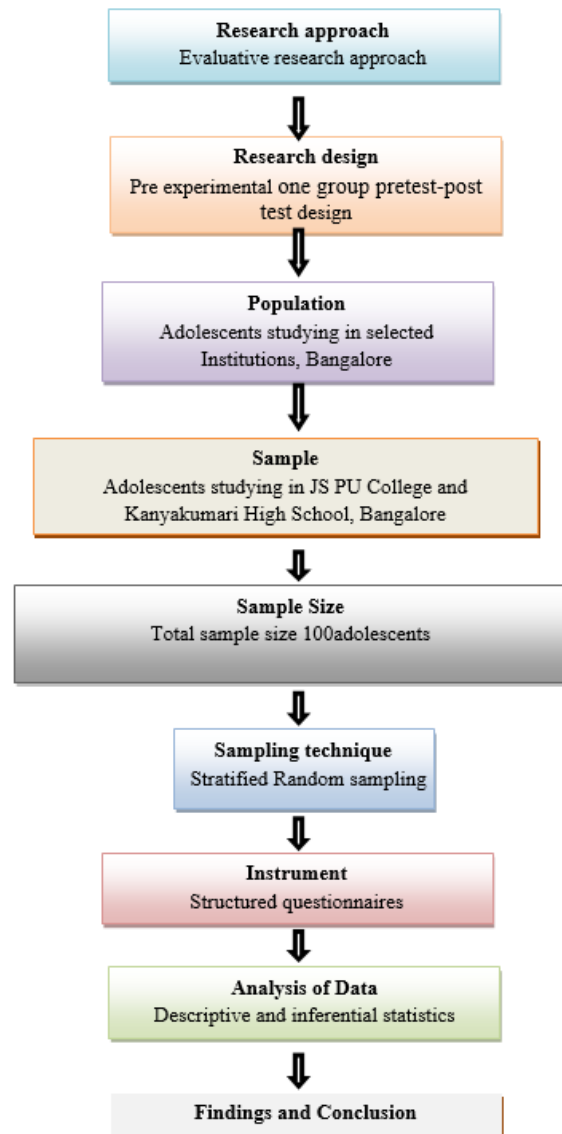 Research approach
Evaluative research approach
Research design
Pre experimental one group pretest-post
test design
Population
Adolescents studying in selected
Institutions, Bangalore
Sample
Adolescents studying in JS PU College and
Kanyakumari High School, Bangalore
Sample Size
Total sample size 100adolescents
Sampling technique
Stratified Random sampling
Instrument
Structured questionnaires
Analysis of Data
Descriptive and inferential statistics
Findings and Conclusion